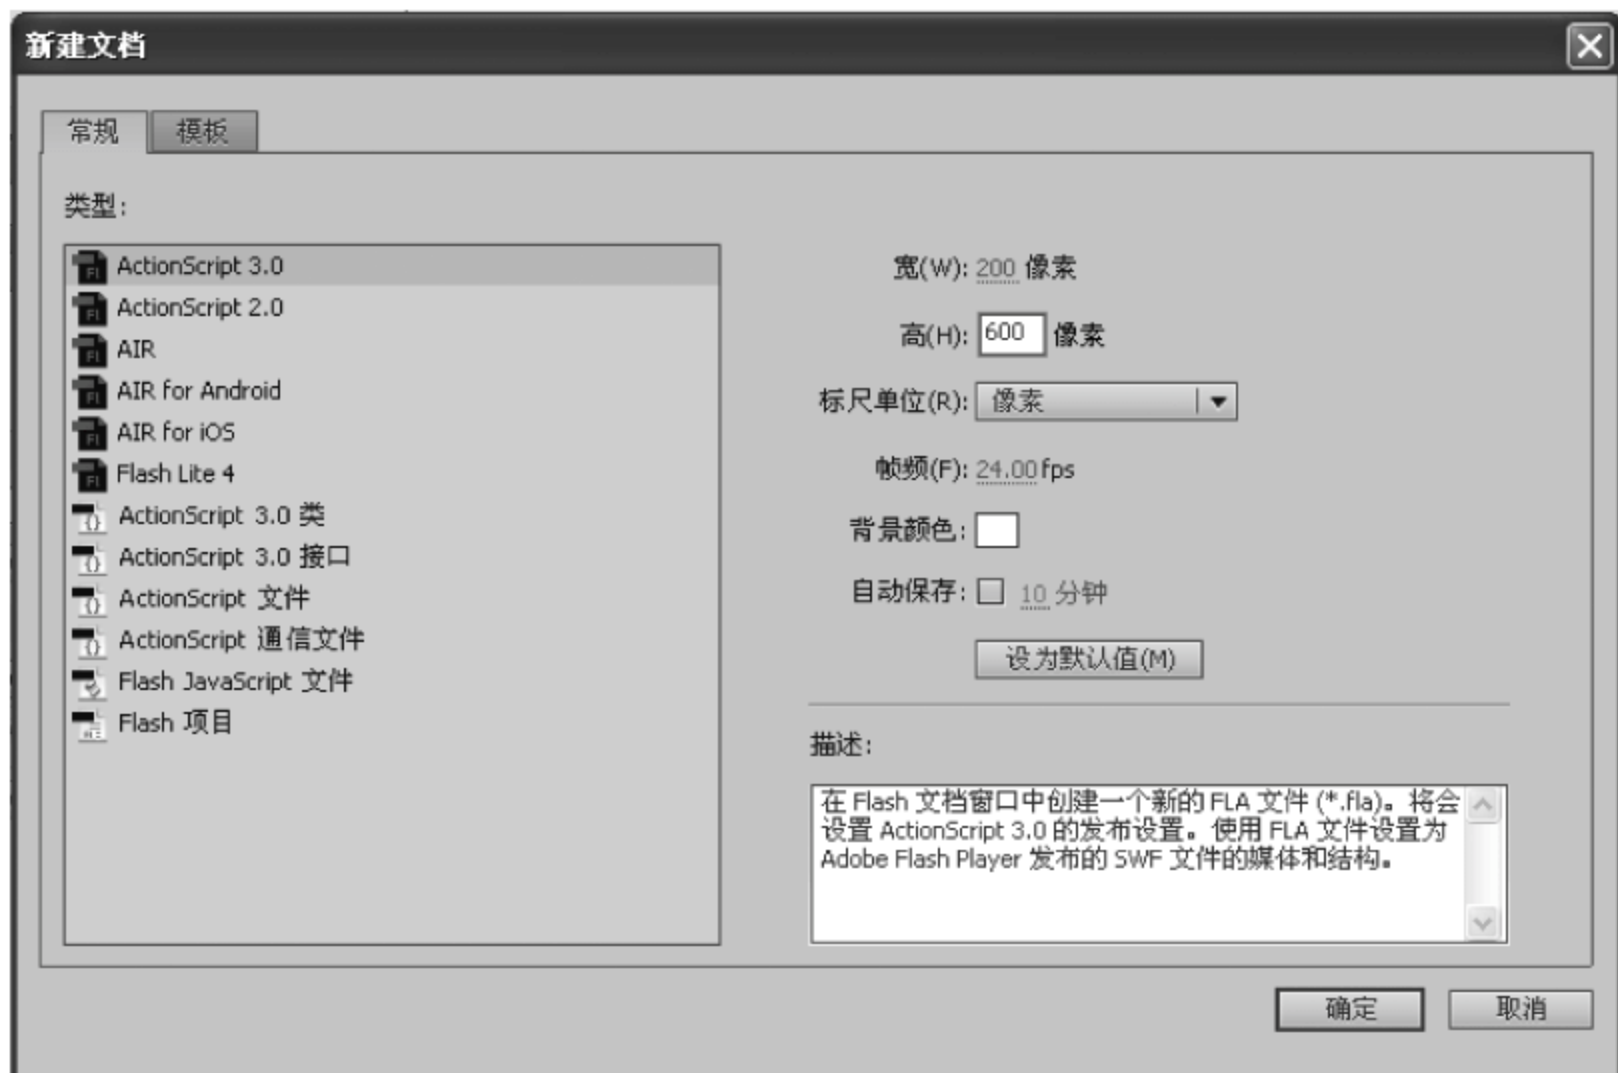 新建文档
常规
模板
类型:
ActionScript 3.0
ActionScript 2.0
AIR
AIR for Android
AIR for iOS
Flash Lite 4
ActionScript 3.0 类
ActionScript 3.0 接口
ActionScript 文件
ActionScript 通信文件
Flash JavaScript 文件
Flash 项目
宽(W): 200 像素
高(H): 600 像素
标尺单位(R): 像素
帧频(F): 24.00 fps
背景颜色:
自动保存: 10 分钟
设为默认值(M)
描述:
在 Flash 文档窗口中创建一个新的 FLA 文件 (*.fla)。将会
设置 ActionScript 3.0 的发布设置。使用 FLA 文件设置为
Adobe Flash Player 发布的 SWF 文件的媒体和结构。
确定
取消